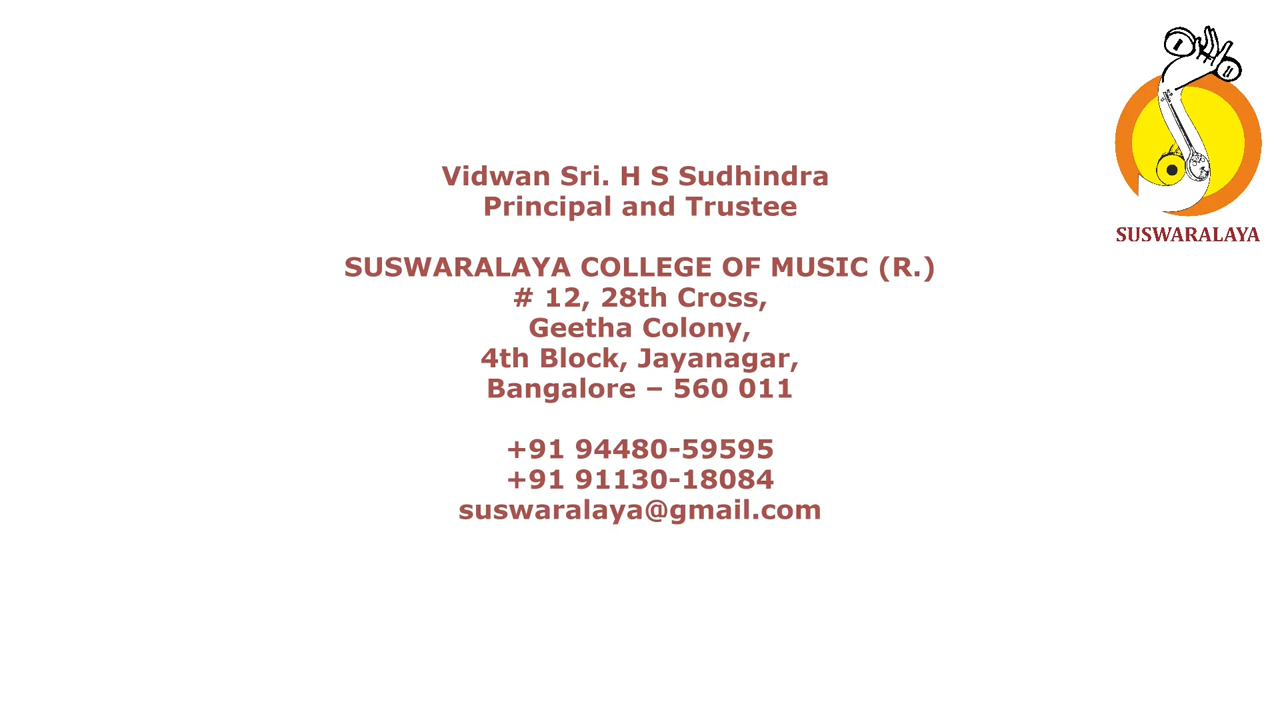 Vidwan Sri. H S Sudhindra
Principal and Trustee
SUSWARALAYA COLLEGE OF MUSIC (R.)
# 12, 28th Cross,
Geetha Colony,
4th Block, Jayanagar,
Bangalore – 560 011
+91 94480-59595
+91 91130-18084
suswaralaya@gmail.com
SUSWARALAYA